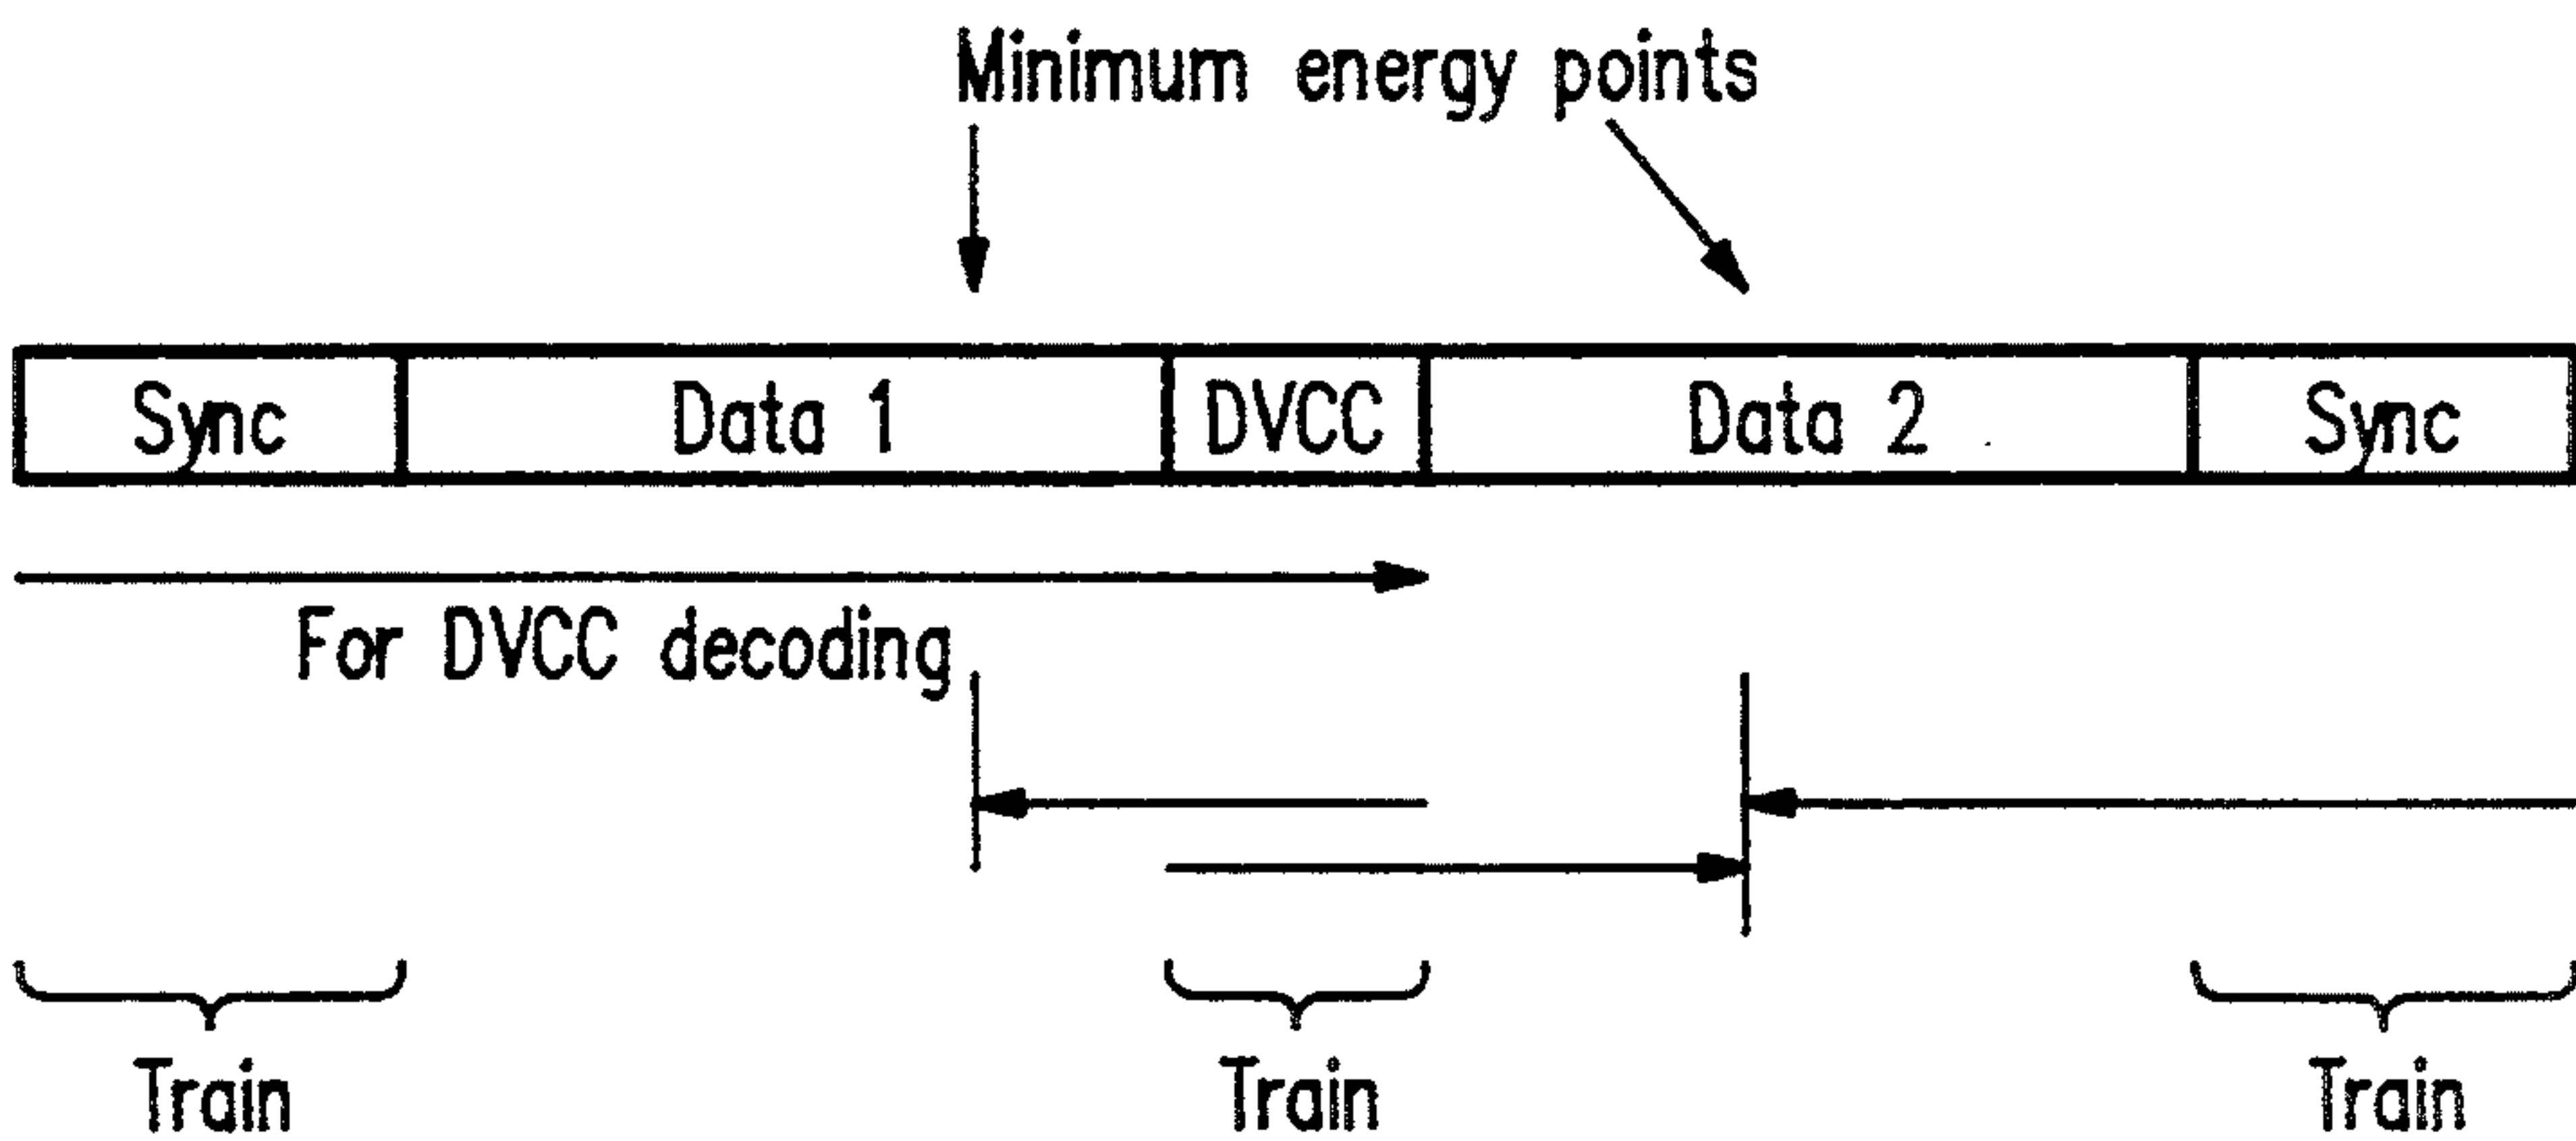 Minimum energy points
Sync Data 1 DVCC Data 2 Sync
For DVCC decoding
Train Train Train